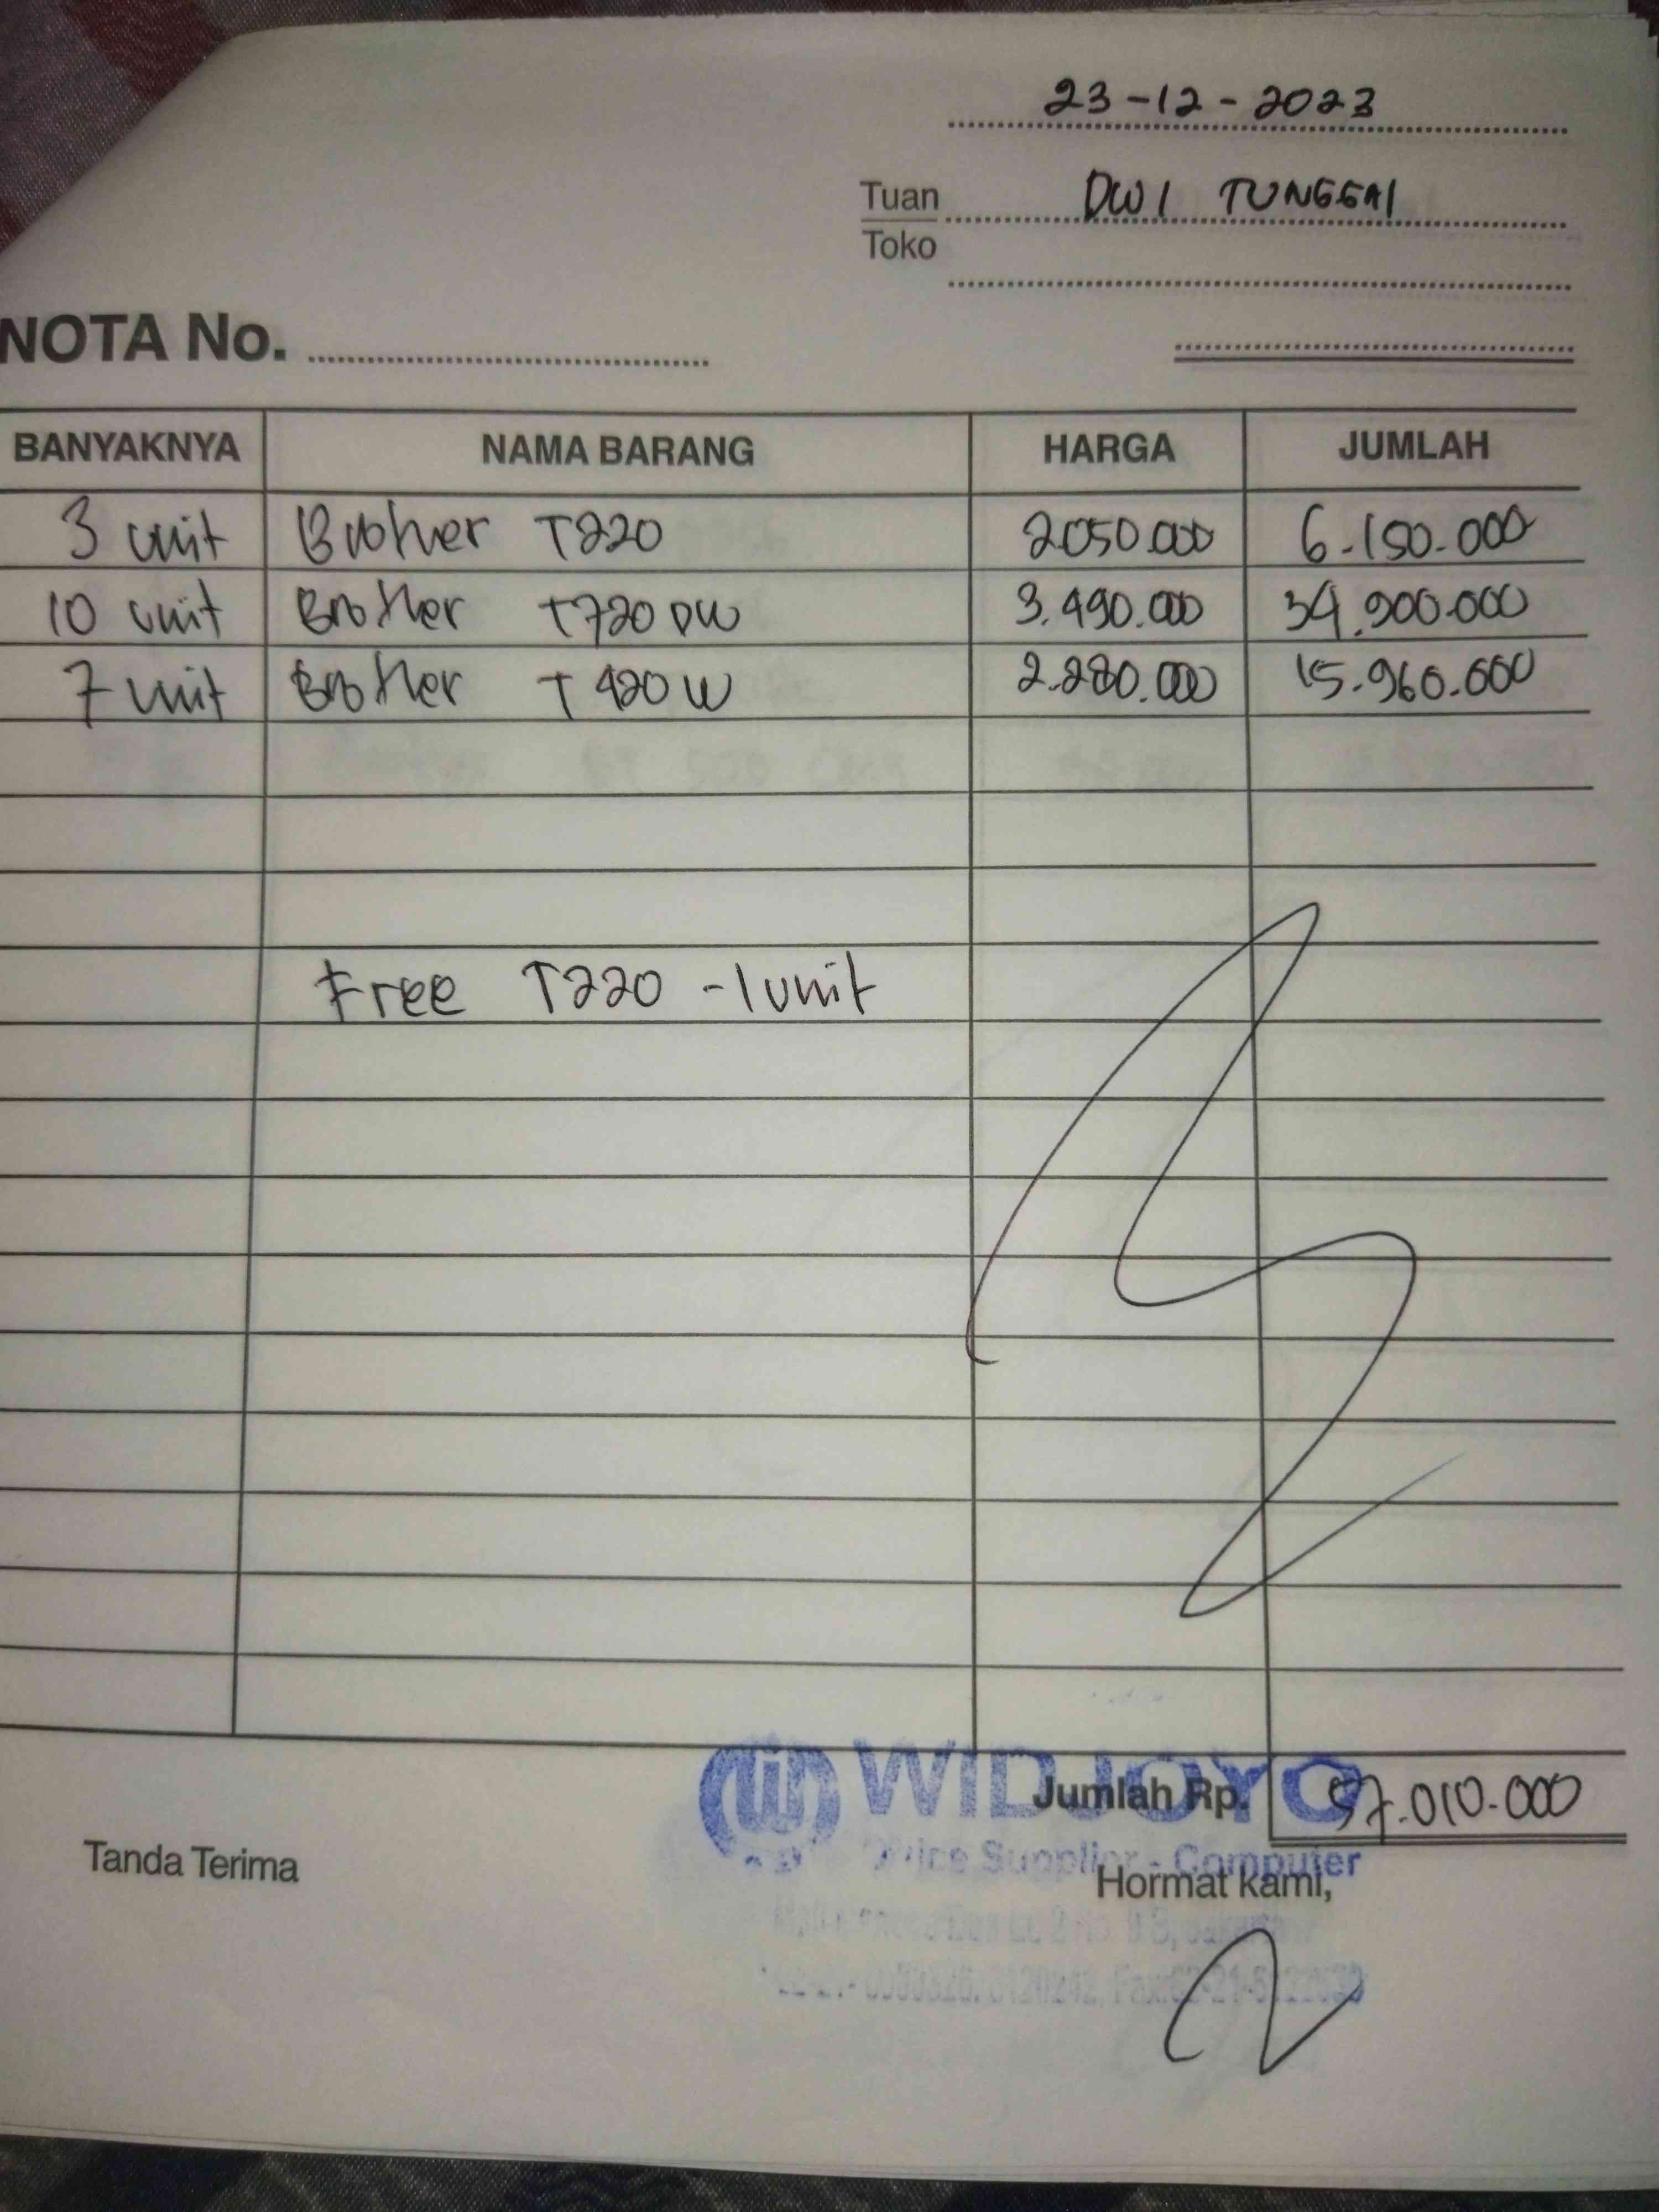 23-12-2023
Tuan DWI TUNGGAl
Toko
NOTA No.
BANYAKNYA NAMA BARANG HARGA JUMLAH
3 unit Brother T220 2050.000 6.150.000
10 unit Brother T720 DW 3.490.000 34.900.000
7 unit Brother T420 W 2.280.000 15.960.000
Free T220 - 1 unit
WIDJOYO
Jumlah Rp. 57.010.000
Supplier - Computer
Tanda Terima Hormat kami,